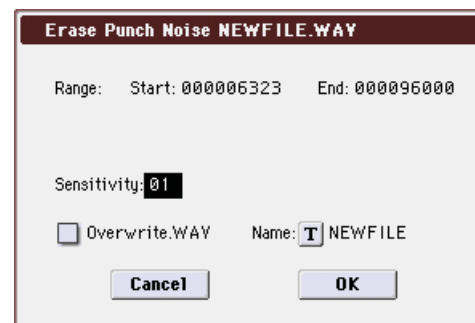 Erase Punch Noise NEWFILE.WAV
Range: Start: 000006323 End: 000096000
Sensitivity: 01
Overwrite.WAV Name: T NEWFILE
Cancel OK